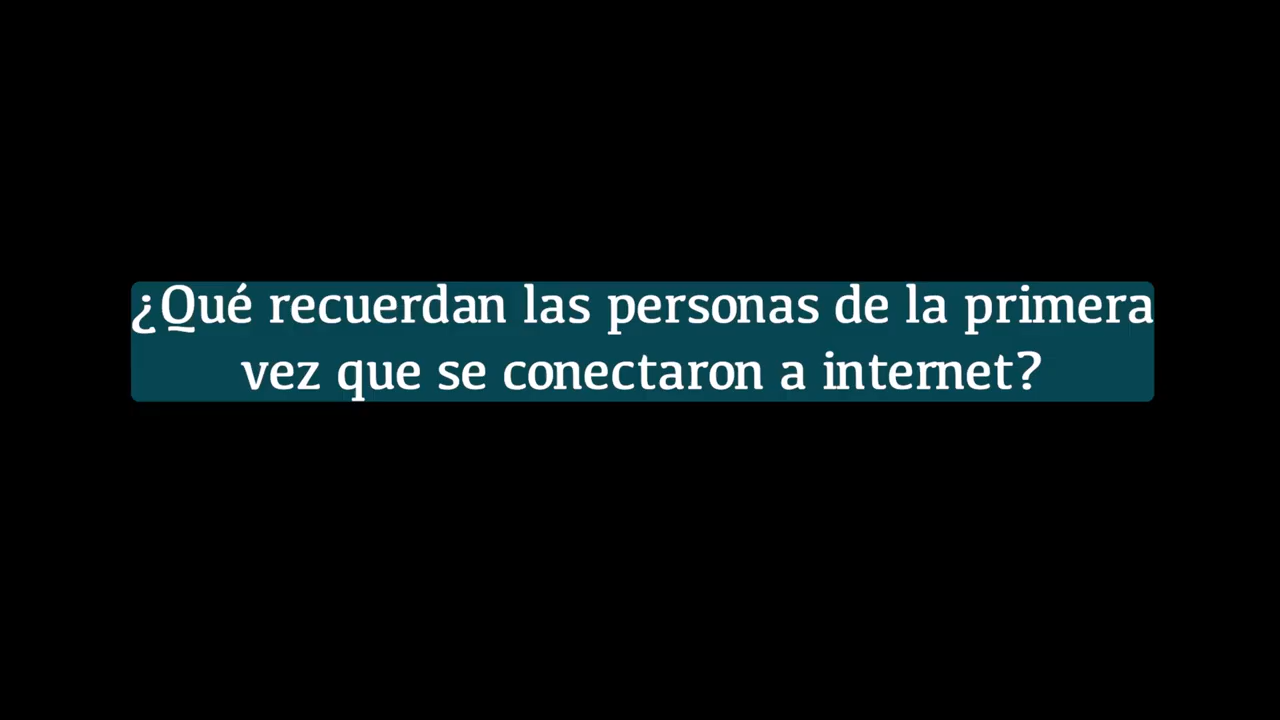 ¿Qué recuerdan las personas de la primera
vez que se conectaron a internet?